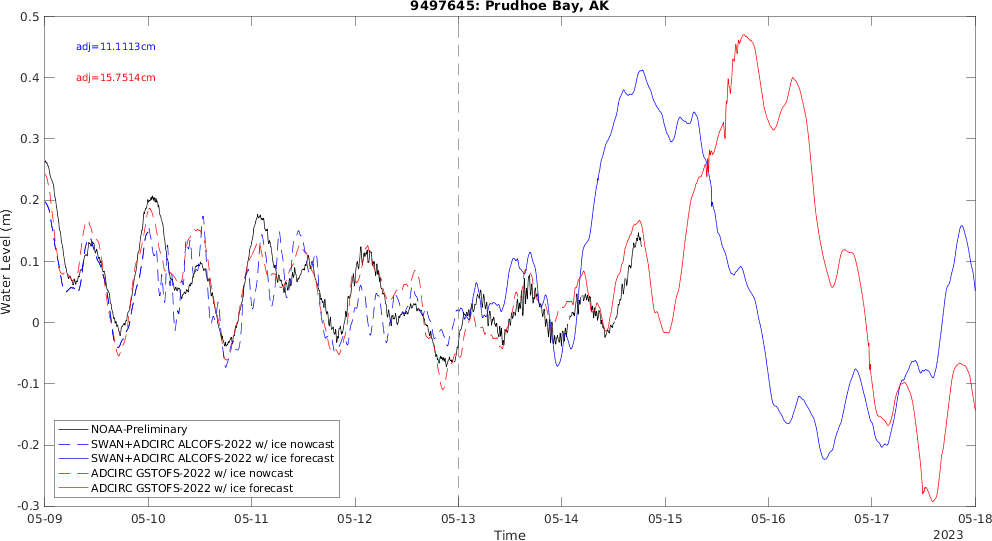 9497645: Prudhoe Bay, AK
0.5
adj=11.1113cm
0.4
adj=15.7514cm
0.3
0.2
0.1
0
-0.1
-0.2
-0.3
Water Level (m)
NOAA-Preliminary
SWAN+ADCIRC ALCOFS-2022 w/ ice nowcast
SWAN+ADCIRC ALCOFS-2022 w/ ice forecast
ADCIRC GSTOFS-2022 w/ ice nowcast
ADCIRC GSTOFS-2022 w/ ice forecast
05-09 05-10 05-11 05-12 05-13 05-14 05-15 05-16 05-17 05-18
Time
2023